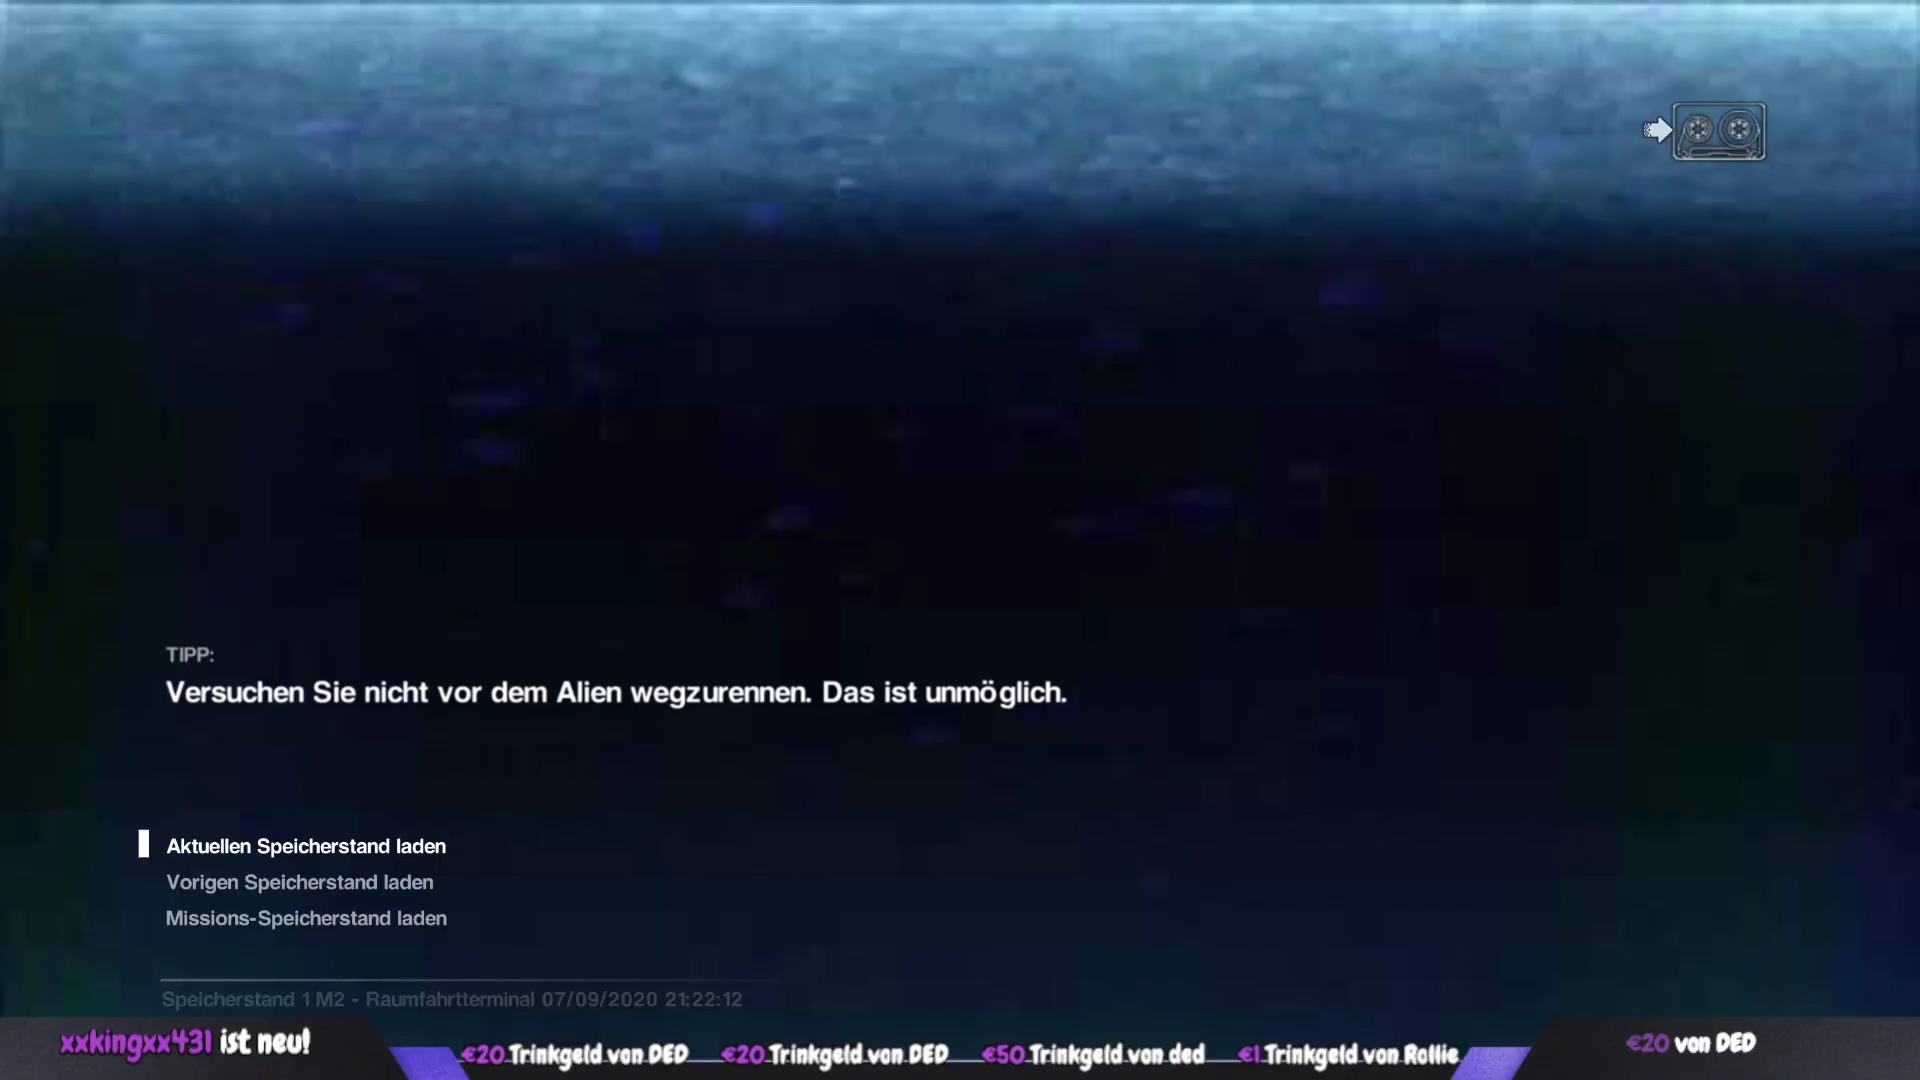 TIPP:
Versuchen Sie nicht vor dem Alien wegzurennen. Das ist unmöglich.
Aktuellen Speicherstand laden
Vorigen Speicherstand laden
Missions-Speicherstand laden
Speicherstand 1 M2 - Raumfahrtterminal 07/09/2020 21:22:12
xxkingxx431 ist neu!
€20 Trinkgeld von DED €20 Trinkgeld von DED €50 Trinkgeld von ded €1 Trinkgeld von Rollie
€20 von DED